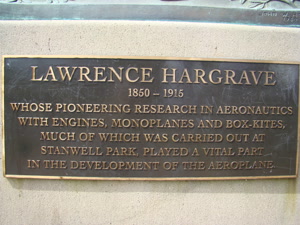 LAWRENCE HARGRAVE
1850 – 1915
WHOSE PIONEERING RESEARCH IN AERONAUTICS
WITH ENGINES, MONOPLANES AND BOX-KITES,
MUCH OF WHICH WAS CARRIED OUT AT
STANWELL PARK, PLAYED A VITAL PART
IN THE DEVELOPMENT OF THE AEROPLANE